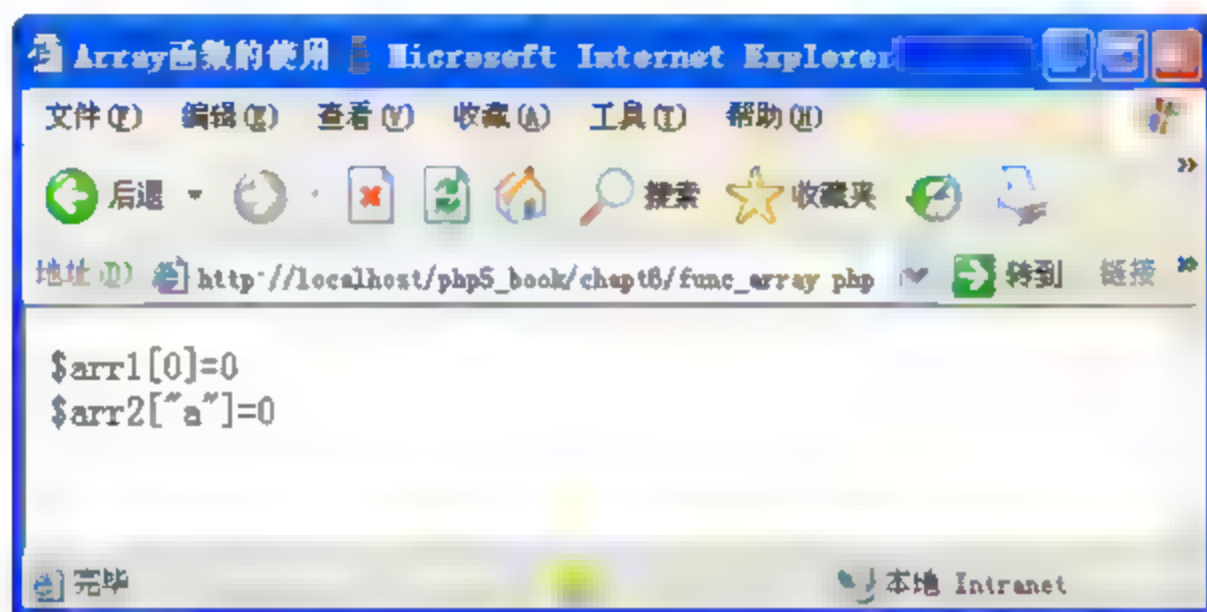 Array函数的使用 - Microsoft Internet Explorer
文件(F) 编辑(E) 查看(V) 收藏(A) 工具(T) 帮助(H)
后退 搜索 收藏夹 »
地址(D) http://localhost/php5_book/chapt6/func_array.php 转到 链接 »
$arr1[0]=0
$arr2["a"]=0
完毕 本地 Intranet